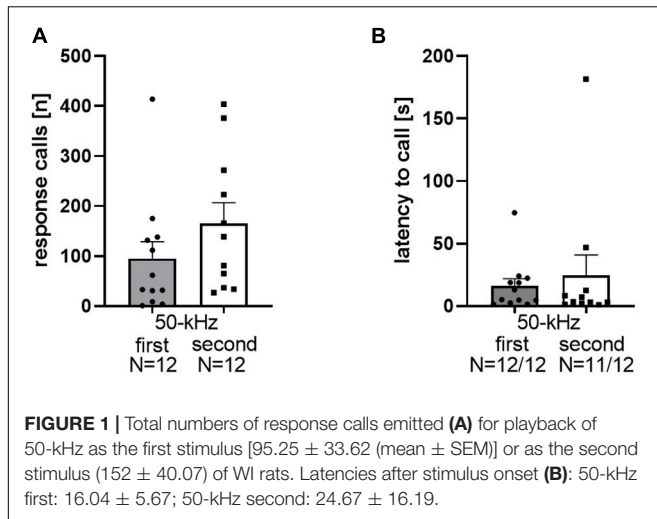 A
B
response calls [n]
500
400
300
200
100
0
50-kHz
first second
N=12 N=12
latency to call [s]
200
150
100
50
0
50-kHz
first second
N=12/12 N=11/12
FIGURE 1 | Total numbers of response calls emitted (A) for playback of
50-kHz as the first stimulus [95.25 ± 33.62 (mean ± SEM)] or as the second
stimulus (152 ± 40.07) of WI rats. Latencies after stimulus onset (B): 50-kHz
first: 16.04 ± 5.67; 50-kHz second: 24.67 ± 16.19.